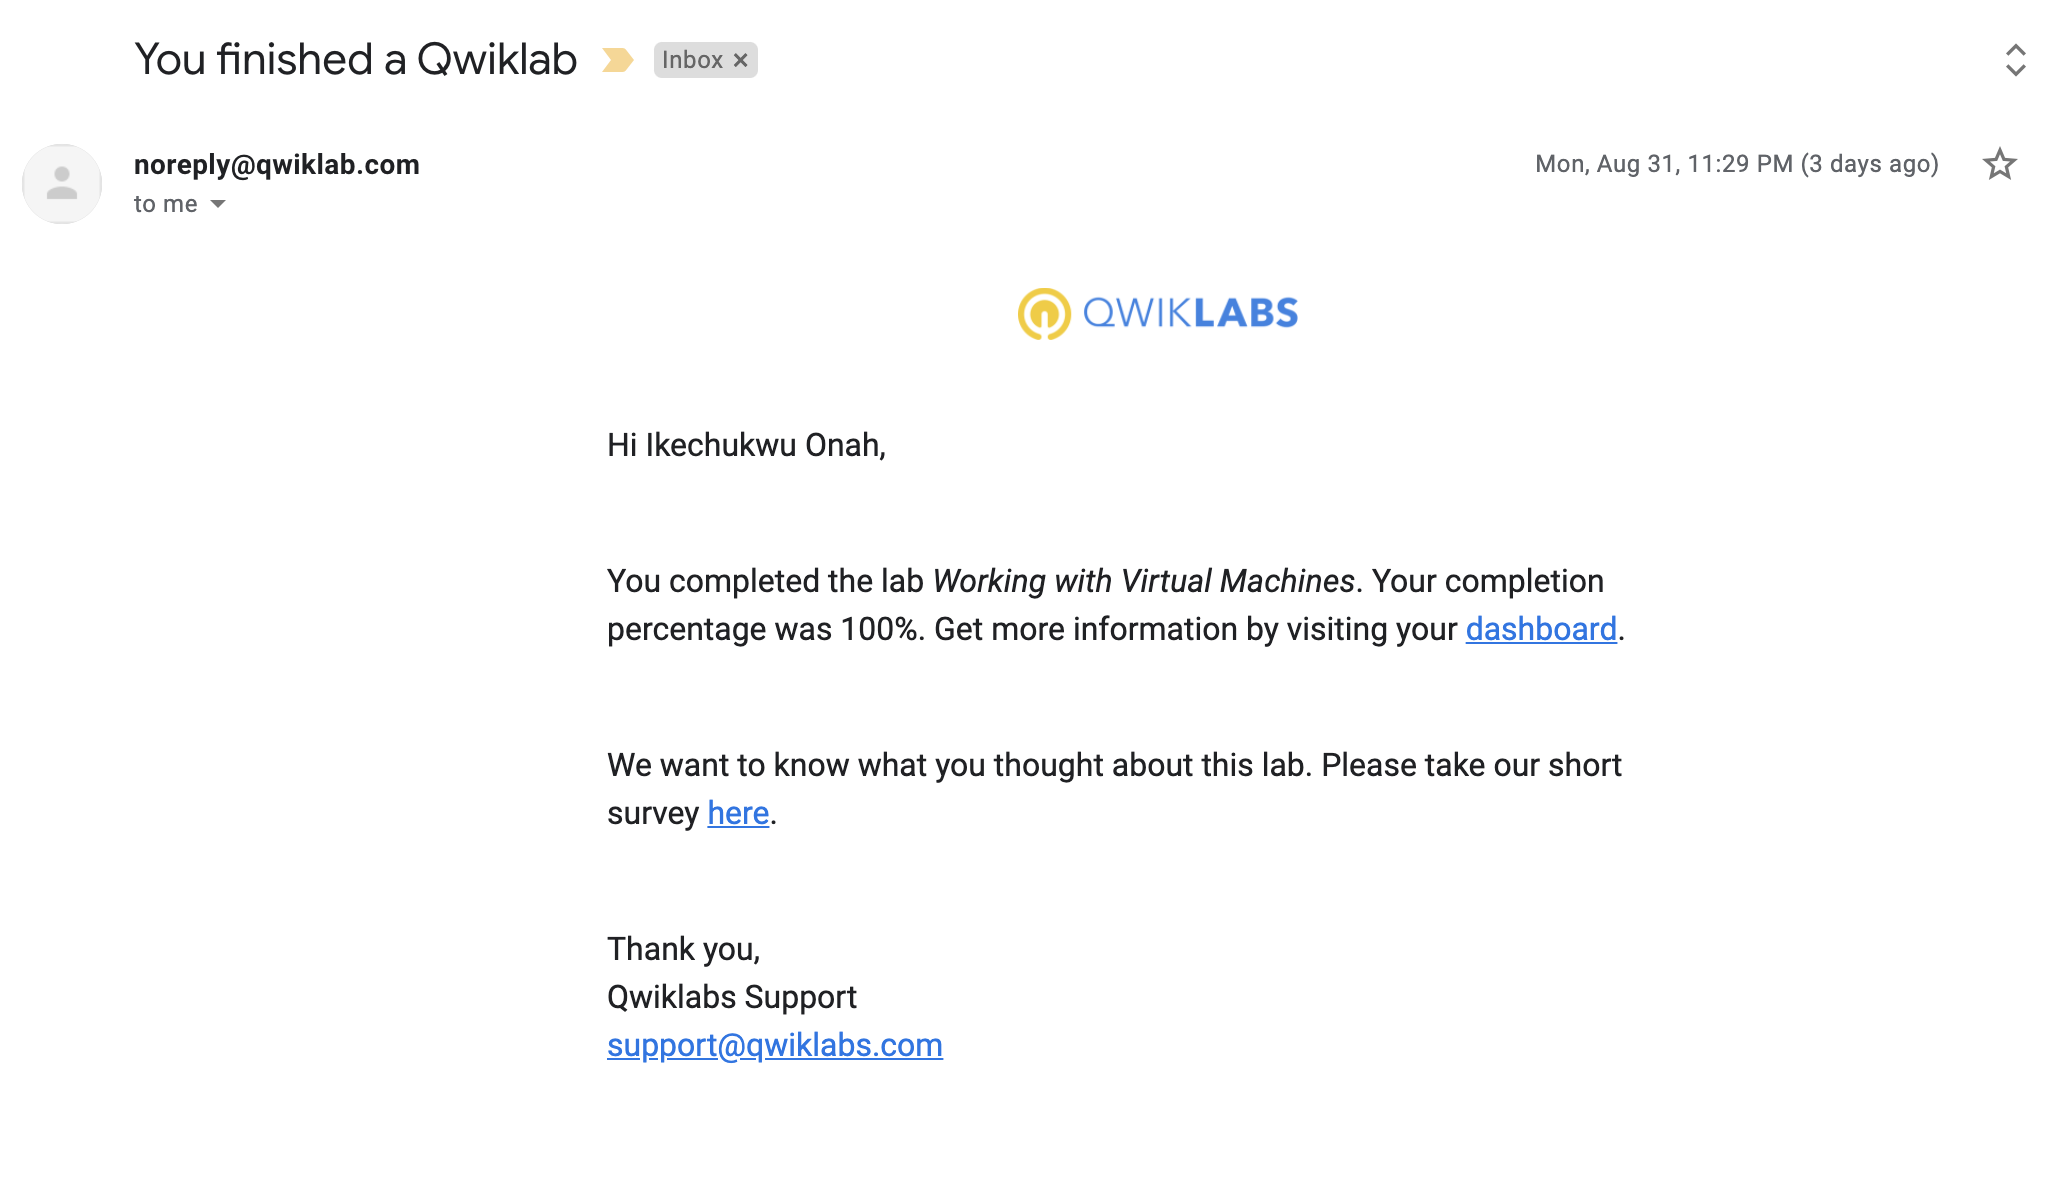 You finished a Qwiklab
Inbox ×
noreply@qwiklab.com
Mon, Aug 31, 11:29 PM (3 days ago)
to me
QWIKLABS
Hi Ikechukwu Onah,
You completed the lab Working with Virtual Machines. Your completion
percentage was 100%. Get more information by visiting your dashboard.
We want to know what you thought about this lab. Please take our short
survey here.
Thank you,
Qwiklabs Support
support@qwiklabs.com